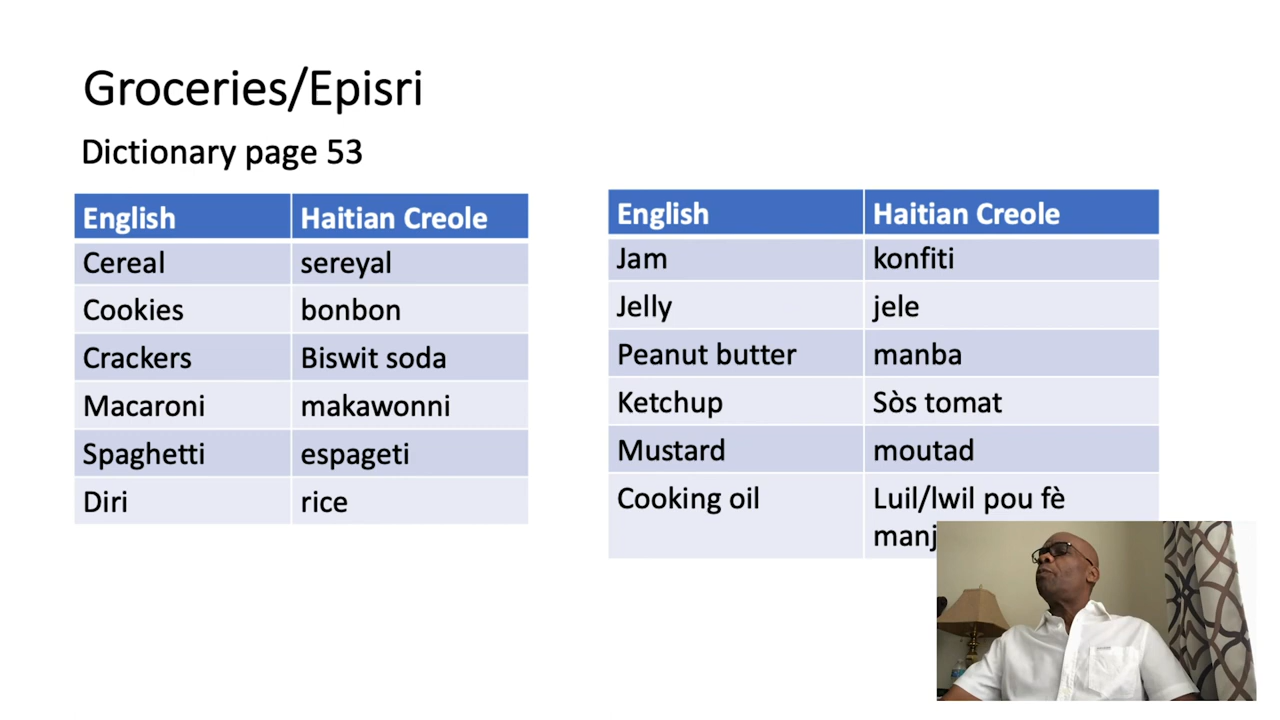 Groceries/Episri
Dictionary page 53
English Haitian Creole
Cereal sereyal
Cookies bonbon
Crackers Biswit soda
Macaroni makawonni
Spaghetti espageti
Diri rice
English Haitian Creole
Jam konfiti
Jelly jele
Peanut butter manba
Ketchup Sòs tomat
Mustard moutad
Cooking oil Luil/lwil pou fè